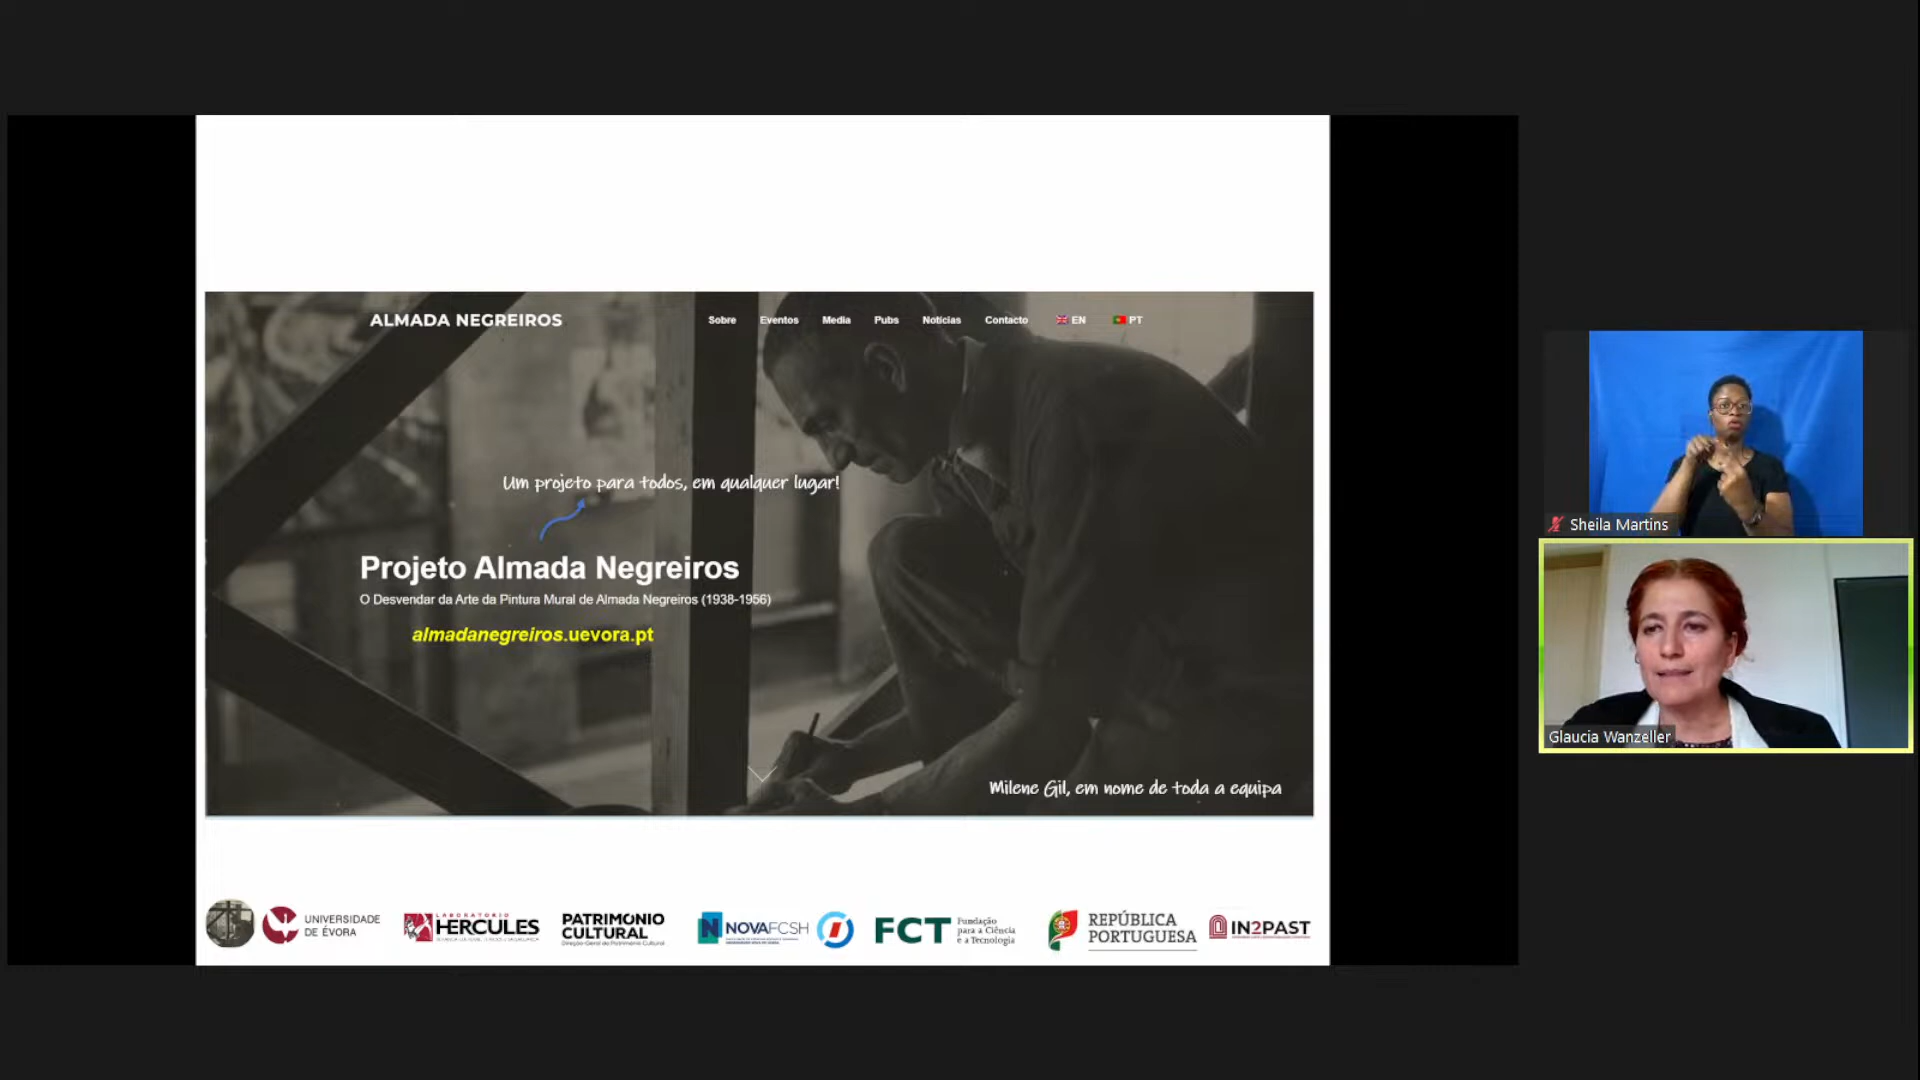 ALMADA NEGREIROS
Sobre Eventos Media Pubs Notícias Contacto EN PT
Um projeto para todos, em qualquer lugar!
Projeto Almada Negreiros
O Desvendar da Arte da Pintura Mural de Almada Negreiros (1938-1956)
almadanegreiros.uevora.pt
Milene Gil, em nome de toda a equipa
UNIVERSIDADE
DE ÉVORA
LABORATÓRIO
HERCULES
PATRIMÓNIO
CULTURAL
Direção-Geral do Património Cultural
NOVAFCSH
FCT
Fundação
para a Ciência
e a Tecnologia
REPÚBLICA
PORTUGUESA
IN2PAST
Sheila Martins
Glaucia Wanzeller